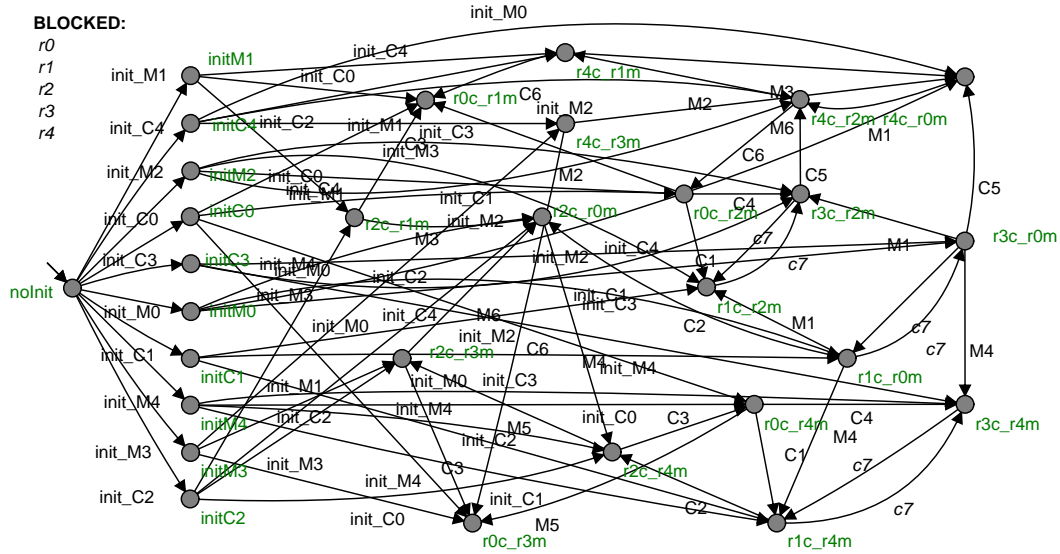 BLOCKED:
r0
r1
r2
r3
r4
init_M0
initM1
init_C4
init_M1
init_C0
r4c_r1m
C6
M3
r0c_r1m
init_M2
M2
init_C4
initC4
init_C2
init_M1
init_C3
r4c_r2m
r4c_r0m
M6
M1
r4c_r3m
C3
init_M3
C6
init_M2
initM2
init_C0
M2
C5
init_C4
init_M1
init_C1
C4
init_C0
initC0
r2c_r1m
init_M2
r2c_r0m
r0c_r2m
r3c_r2m
C5
M3
c7
r3c_r0m
init_C4
M1
init_C3
initC3
init_M4
init_M0
init_M2
C1
c7
init_C2
noInit
init_M3
init_C1
init_C3
r1c_r2m
init_M0
initM0
init_C4
M6
M1
init_M0
C2
c7
init_M2
C6
c7
init_C1
initC1
r2c_r3m
M4
init_M4
M4
r1c_r0m
init_M1
init_M0
init_C3
init_M4
initM4
init_C2
init_M4
init_C0
C3
r0c_r4m
C4
r3c_r4m
M5
M4
init_C2
init_M3
initM3
init_M3
C3
C1
c7
r2c_r4m
init_M4
init_C2
initC2
init_C1
C2
c7
init_C0
M5
r0c_r3m
r1c_r4m